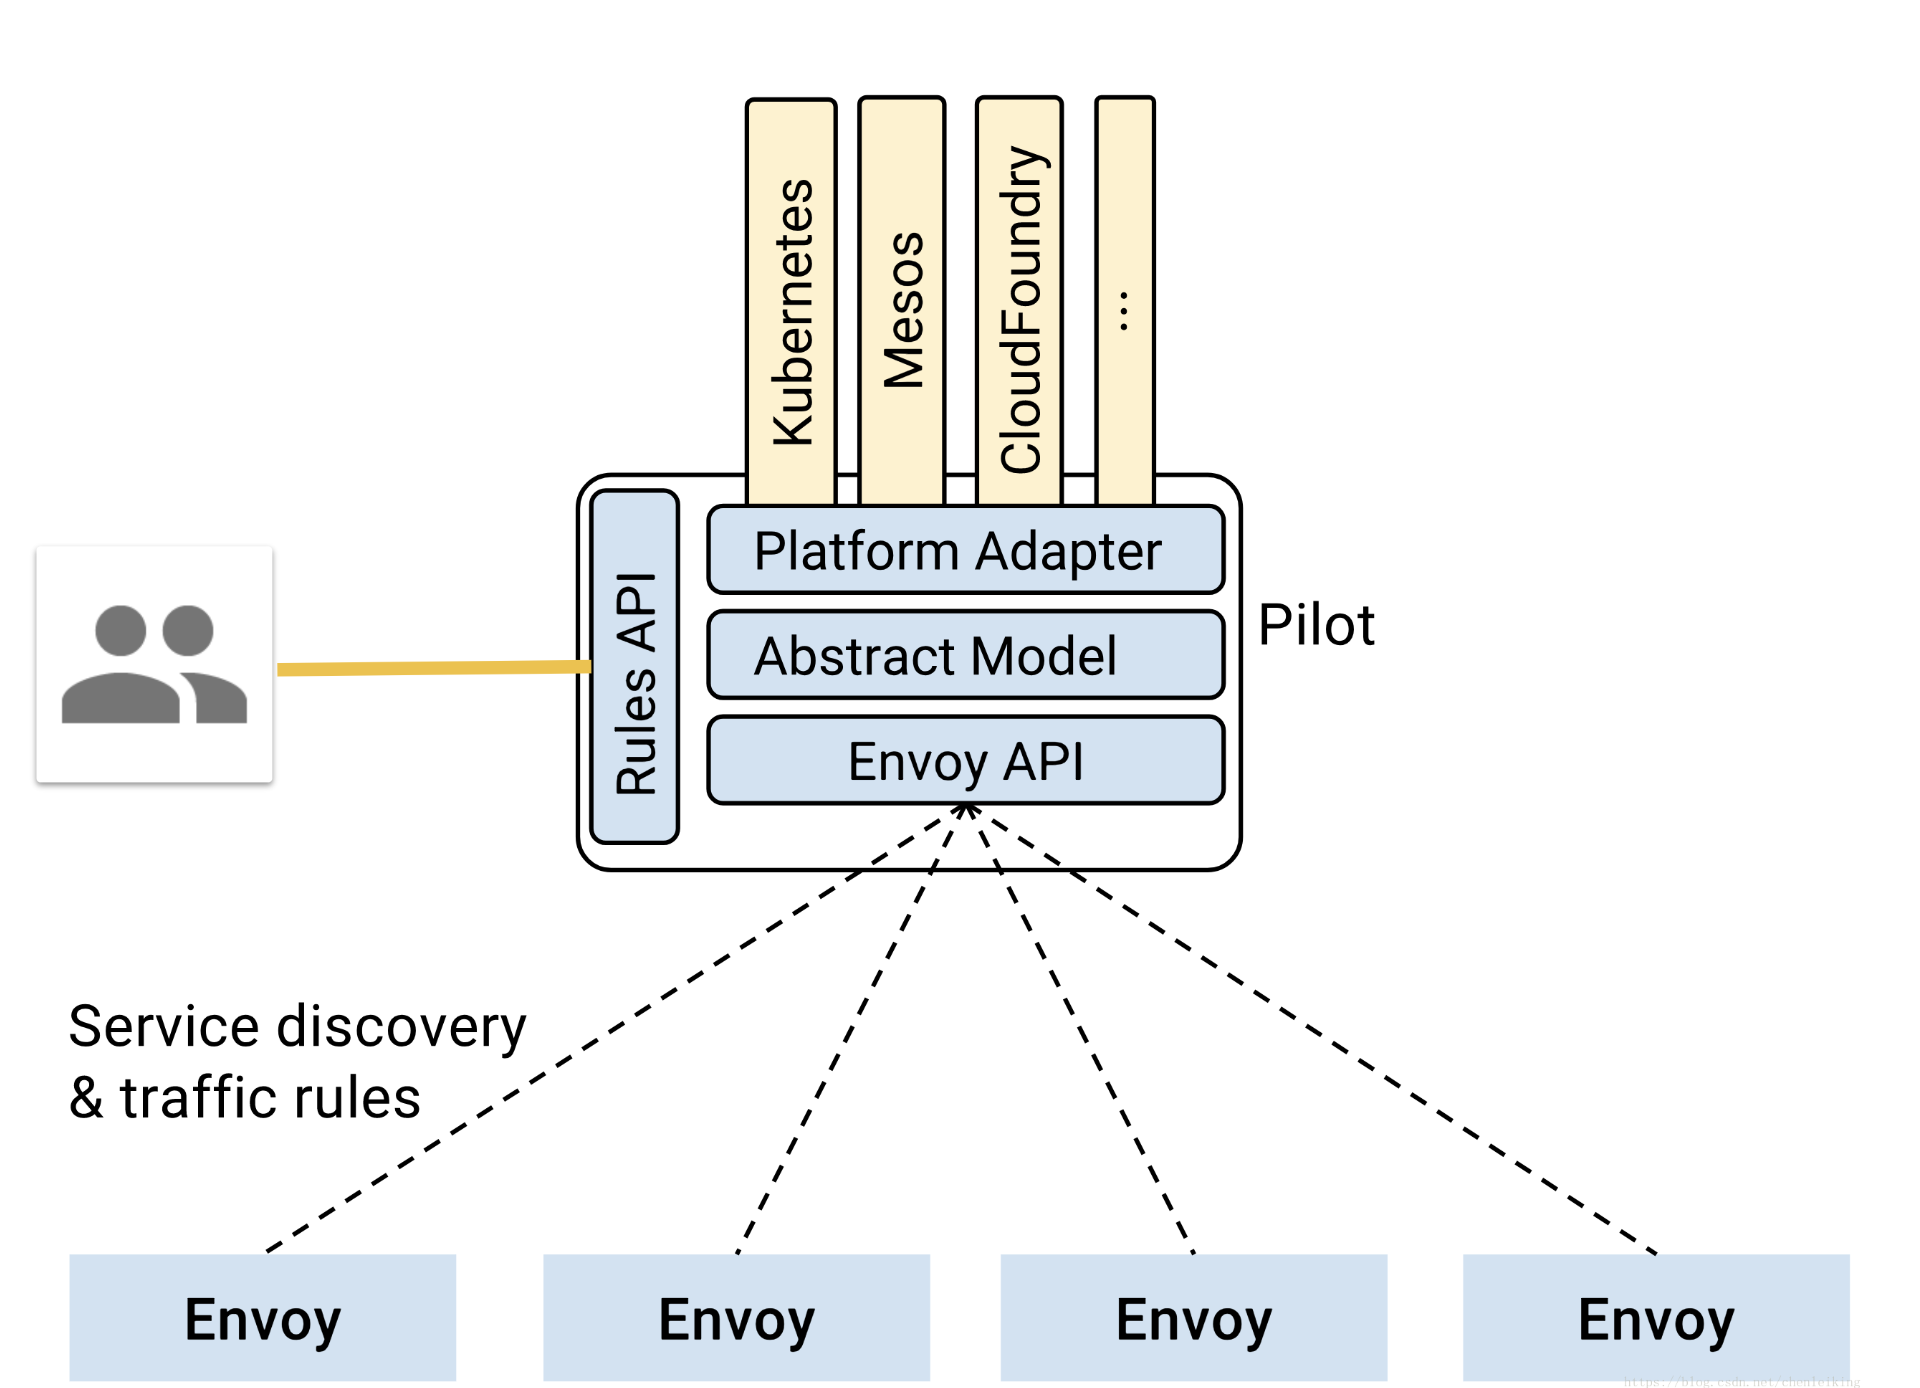 Kubernetes
Mesos
CloudFoundry
...
Rules API
Platform Adapter
Abstract Model
Envoy API
Pilot
Service discovery
& traffic rules
Envoy
Envoy
Envoy
Envoy
https://blog.csdn.net/chenleiking